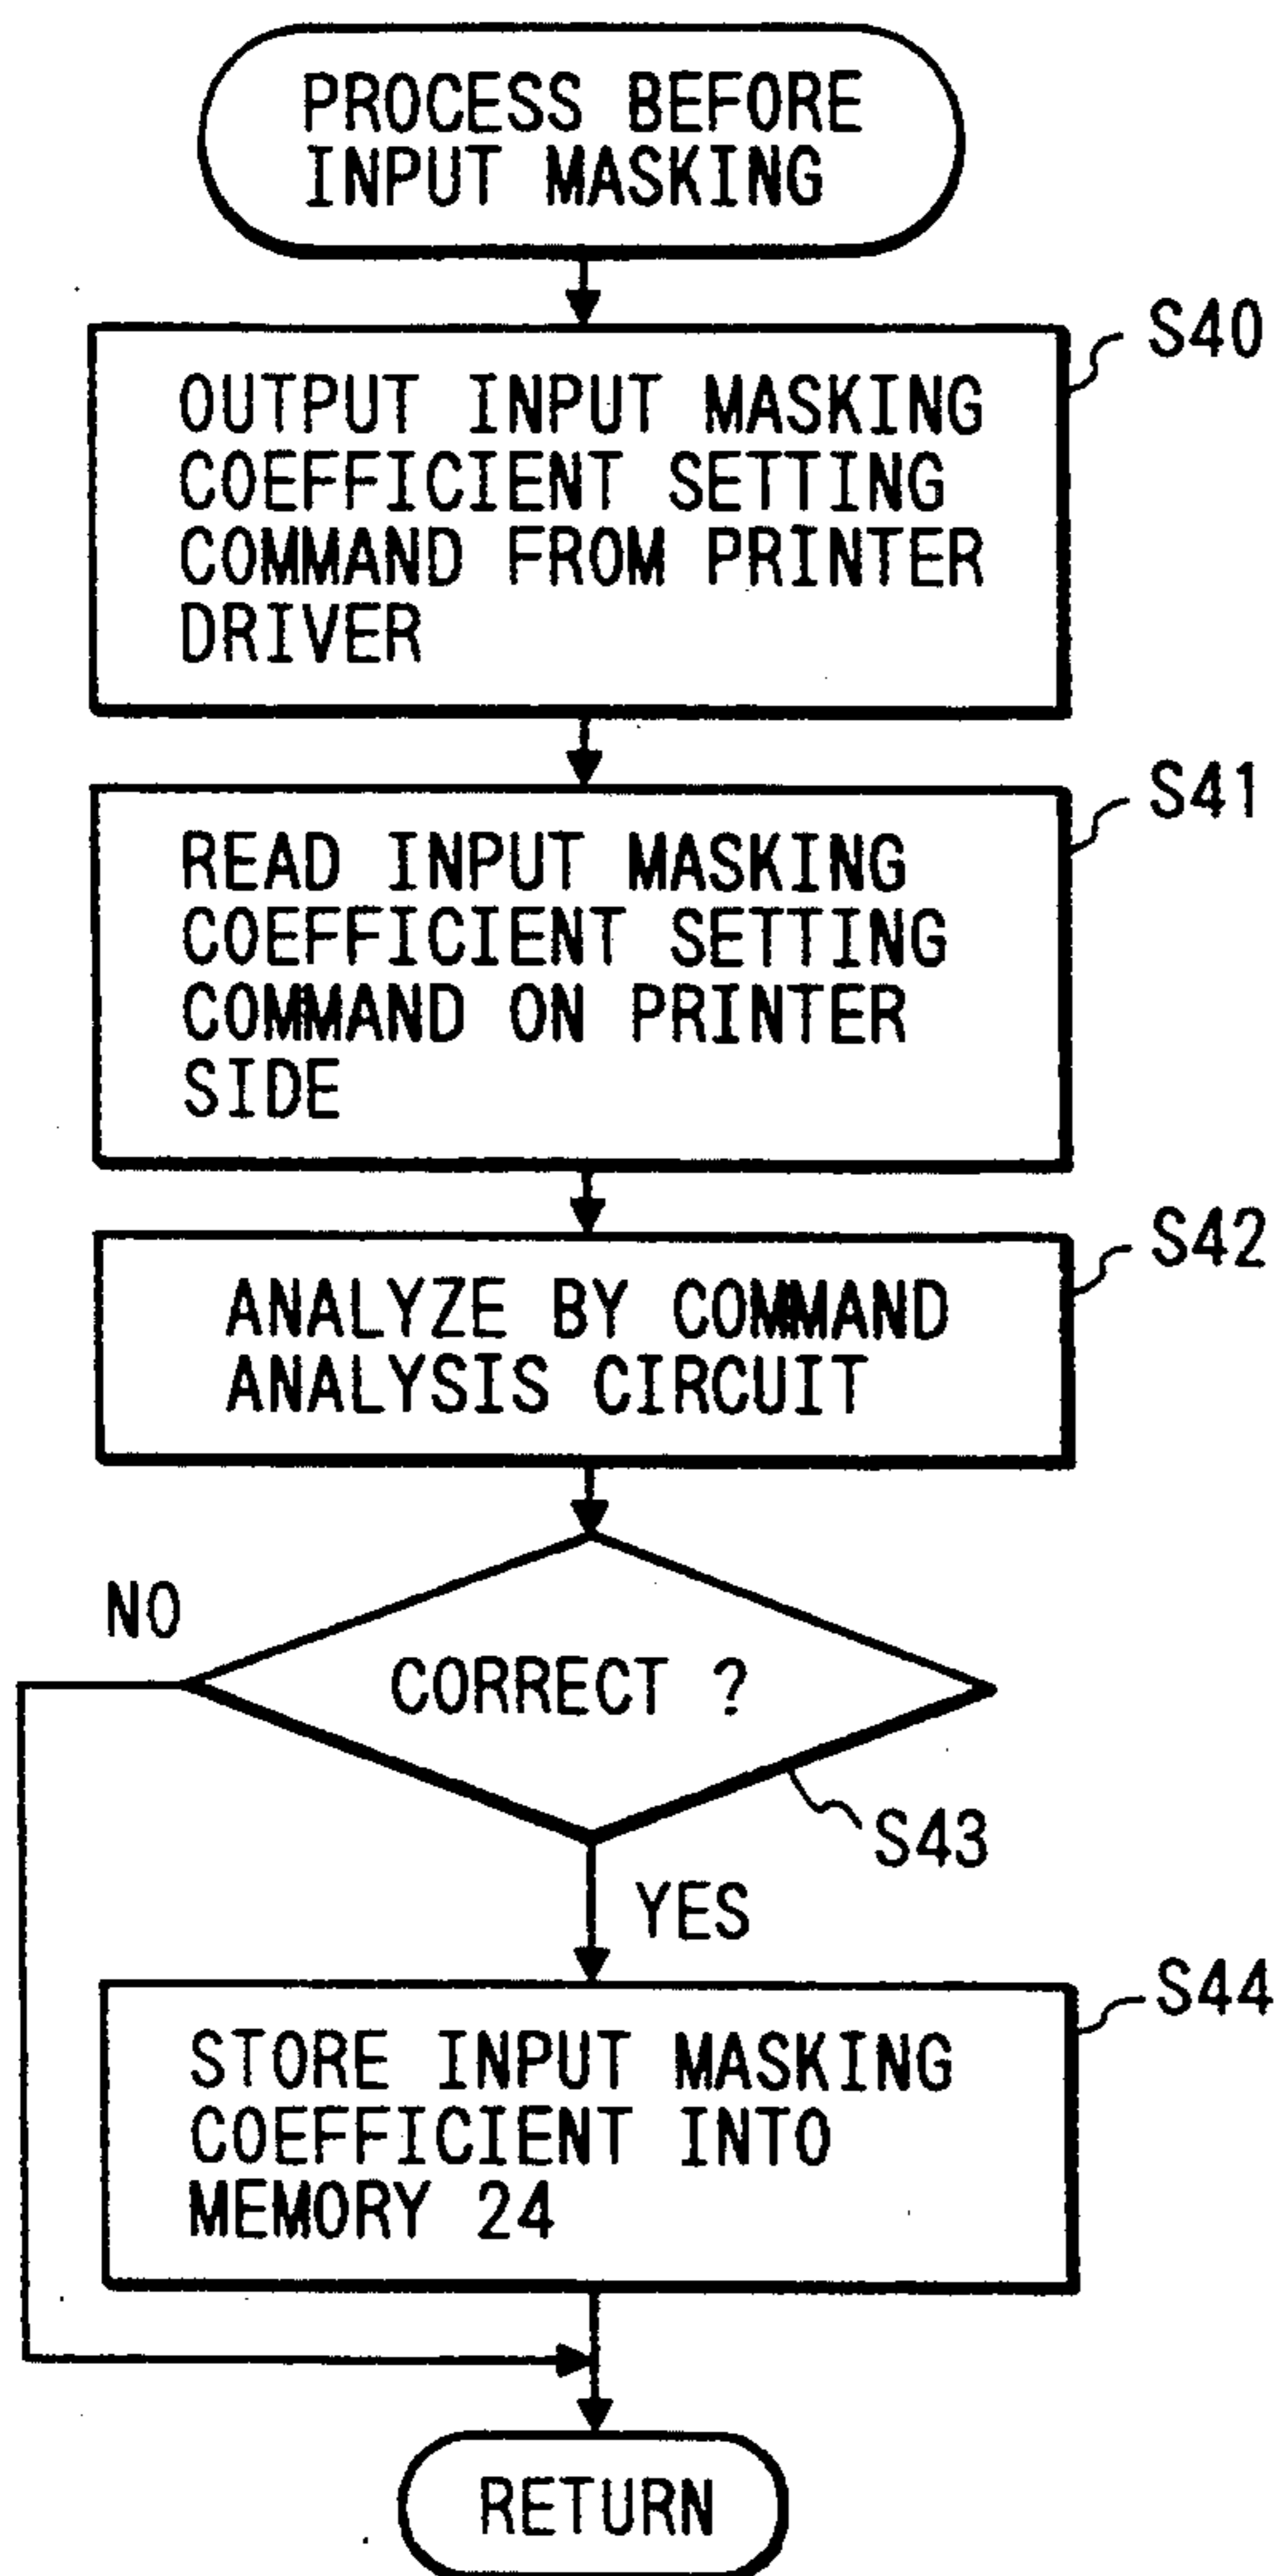 PROCESS BEFORE
INPUT MASKING
S40
OUTPUT INPUT MASKING
COEFFICIENT SETTING
COMMAND FROM PRINTER
DRIVER
S41
READ INPUT MASKING
COEFFICIENT SETTING
COMMAND ON PRINTER
SIDE
S42
ANALYZE BY COMMAND
ANALYSIS CIRCUIT
NO
CORRECT ?
S43
YES
S44
STORE INPUT MASKING
COEFFICIENT INTO
MEMORY 24
RETURN